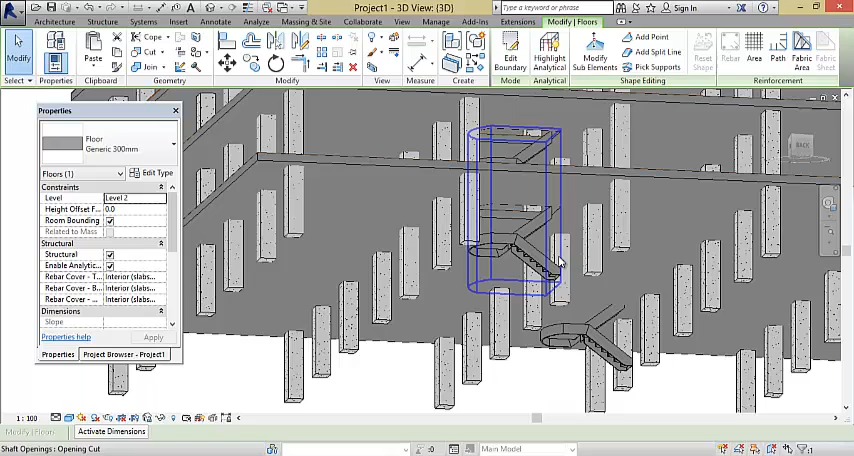 Project1 - 3D View: {3D}
Type a keyword or phrase
Sign In
Architecture Structure Systems Insert Annotate Analyze Massing & Site Collaborate View Manage Add-Ins Extensions Modify | Floors
Modify
Properties
Paste
Cope
Cut
Join
Edit Boundary
Highlight Analytical
Modify Sub Elements
Add Point
Add Split Line
Pick Supports
Reset Shape
Rebar
Area
Path
Fabric Area
Fabric Sheet
Select Properties Clipboard Geometry Modify View Measure Create Mode Analytical Shape Editing Reinforcement
Properties
Floor
Generic 300mm
Floors (1)
Edit Type
Constraints
Level Level 2
Height Offset F... 0.0
Room Bounding
Related to Mass
Structural
Structural
Enable Analytic...
Rebar Cover - T... Interior (slabs...
Rebar Cover - B... Interior (slabs...
Rebar Cover - ... Interior (slabs...
Dimensions
Slope
Properties help
Apply
Properties Project Browser - Project1
BACK
1 : 100
Modify | Floors
Activate Dimensions
Shaft Openings : Opening Cut
:0
Main Model
:1